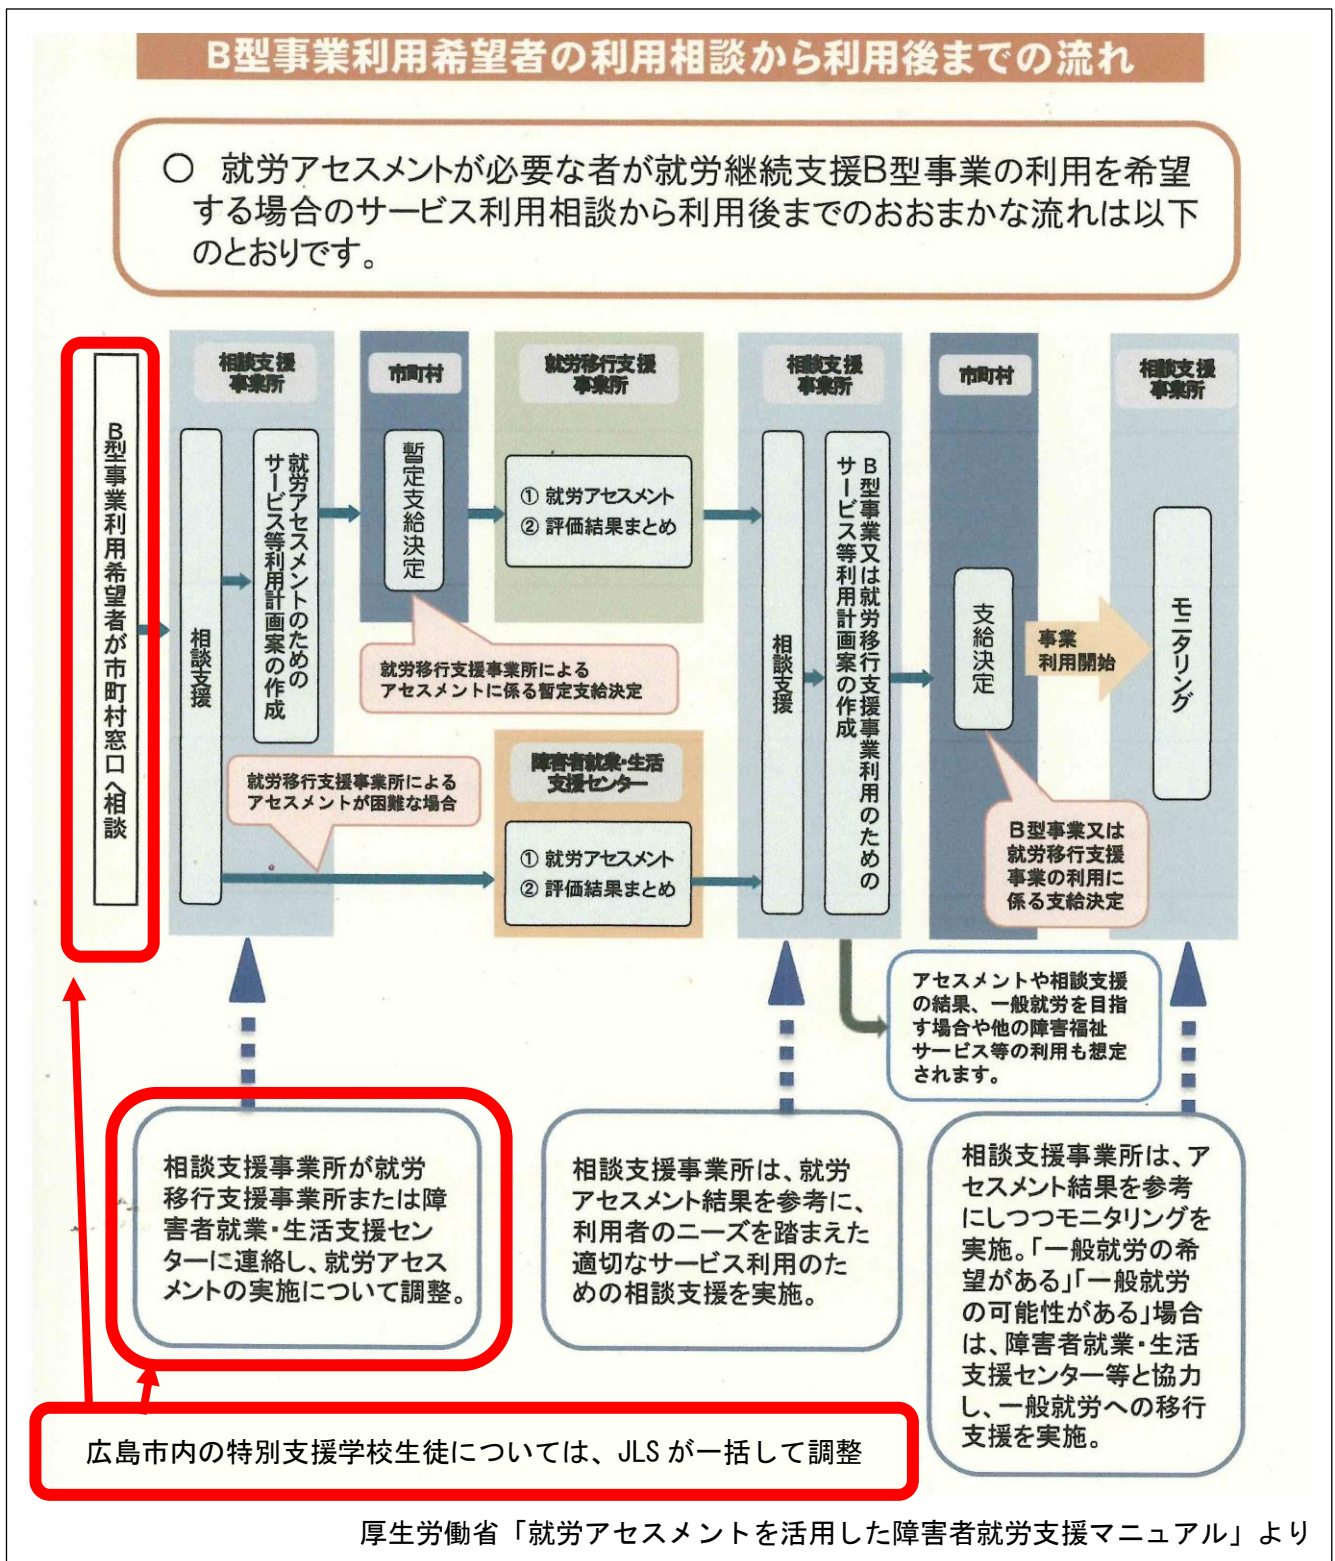 B型事業利用希望者の利用相談から利用後までの流れ
○ 就労アセスメントが必要な者が就労継続支援B型事業の利用を希望
する場合のサービス利用相談から利用後までのおおまかな流れは以下
のとおりです。
B型事業利用希望者が市町村窓口へ相談
相談支援
事業所
相談支援
就労アセスメントのための
サービス等利用計画案の作成
市町村
暫定支給決定
就労移行支援事業所による
アセスメントに係る暫定支給決定
就労移行支援
事業所
① 就労アセスメント
② 評価結果まとめ
就労移行支援事業所による
アセスメントが困難な場合
障害者就業・生活
支援センター
① 就労アセスメント
② 評価結果まとめ
相談支援
事業所
相談支援
B型事業又は就労移行支援事業利用のための
サービス等利用計画案の作成
市町村
支給決定
B型事業又は
就労移行支援
事業の利用に
係る支給決定
事業
利用開始
相談支援
事業所
モニタリング
アセスメントや相談支援
の結果、一般就労を目指
す場合や他の障害福祉
サービス等の利用も想定
されます。
相談支援事業所が就労
移行支援事業所または障
害者就業・生活支援セン
ターに連絡し、就労アセス
メントの実施について調整。
相談支援事業所は、就労
アセスメント結果を参考に、
利用者のニーズを踏まえた
適切なサービス利用のた
めの相談支援を実施。
相談支援事業所は、ア
セスメント結果を参考
にしつつモニタリングを
実施。「一般就労の希
望がある」「一般就労
の可能性がある」場合
は、障害者就業・生活
支援センター等と協力
し、一般就労への移行
支援を実施。
広島市内の特別支援学校生徒については、JLS が一括して調整
厚生労働省「就労アセスメントを活用した障害者就労支援マニュアル」より